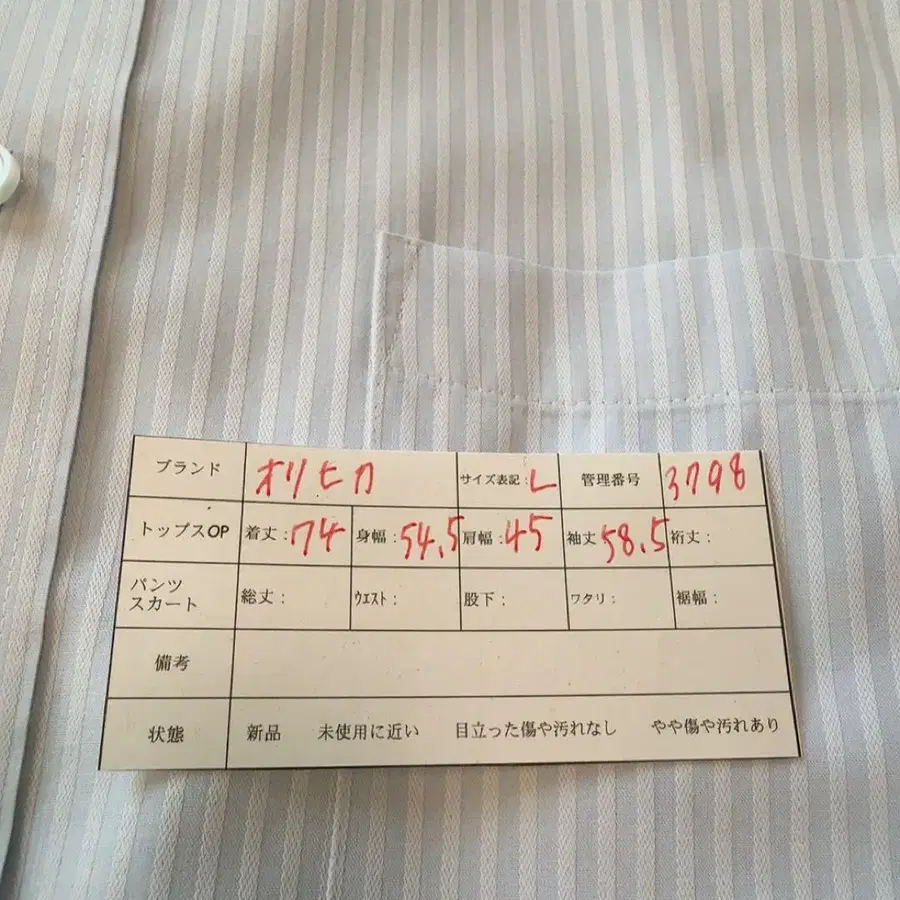 ブランド オリヒカ サイズ表記:L 管理番号 3798
トップスOP 着丈:74 身幅:54.5 肩幅:45 袖丈58.5 裄丈:
パンツ
スカート 総丈: ウエスト: 股下: ワタリ: 裾幅:
備考
状態 新品 未使用に近い 目立った傷や汚れなし やや傷や汚れあり